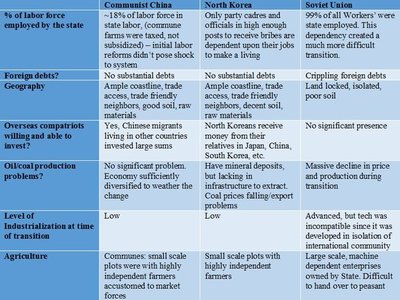 Communist China North Korea Soviet Union
% of labor force ~18% of labor force in Only party cadres and 99% of all Workers' were
employed by the state state labor, (commune officials in high enough state employed. This
farms were taxed, not posts to receive bribes are dependency created a
subsidized) – initial labor dependent upon their jobs much more difficult
reforms didn't pose shock to make a living transition.
to system
Foreign debts? No substantial debts No substantial debts Crippling foreign debts
Geography Ample coastline, trade Ample coastline, trade Land locked, isolated,
access, trade friendly access, trade friendly poor soil
neighbors, good soil, raw neighbors, decent soil,
materials raw materials
Overseas compatriots Yes, Chinese migrants North Koreans receive No significant presence
willing and able to living in other countries money from their
invest? invested large sums relatives in Japan, China,
South Korea, etc.
Oil/coal production No significant problem. Have mineral deposits, Massive decline in price
problems? Economy sufficiently but lacking in and production during
diversified to weather the infrastructure to extract. transition
change Coal prices falling/export
problems
Level of Low Low Advanced, but tech was
Industrialization at time incompatible since it was
of transition developed in isolation of
international community
Agriculture Communes: small scale Small scale plots with Large scale, machine
plots were with highly highly independent dependent enterprises
independent farmers farmers owned by State. Difficult
accustomed to market to hand over to peasant
forces